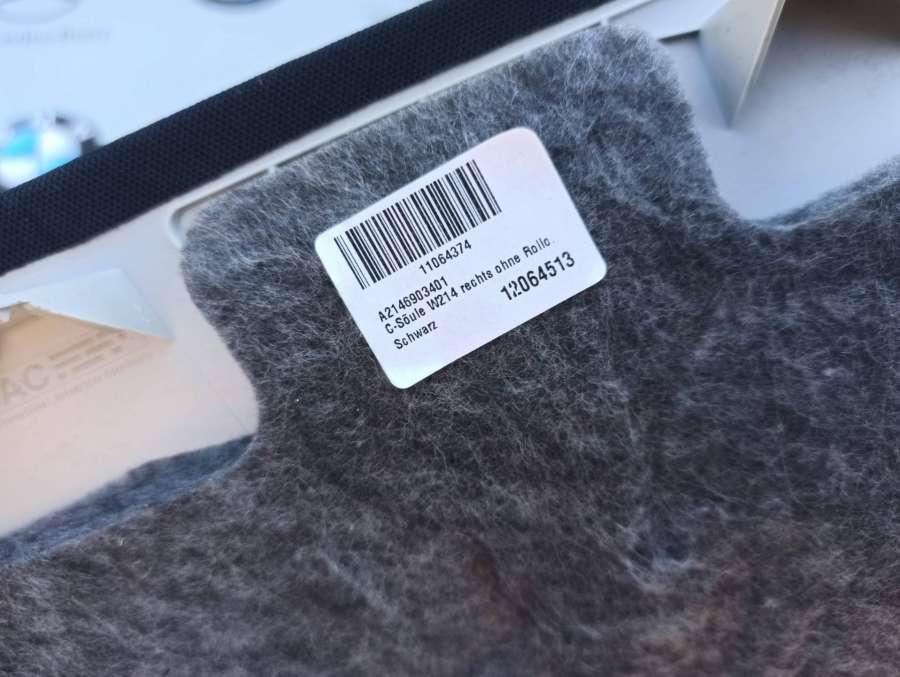 11064374
A2146903401
C-Säule W214 rechts ohne Rollo.
12064513
Schwarz